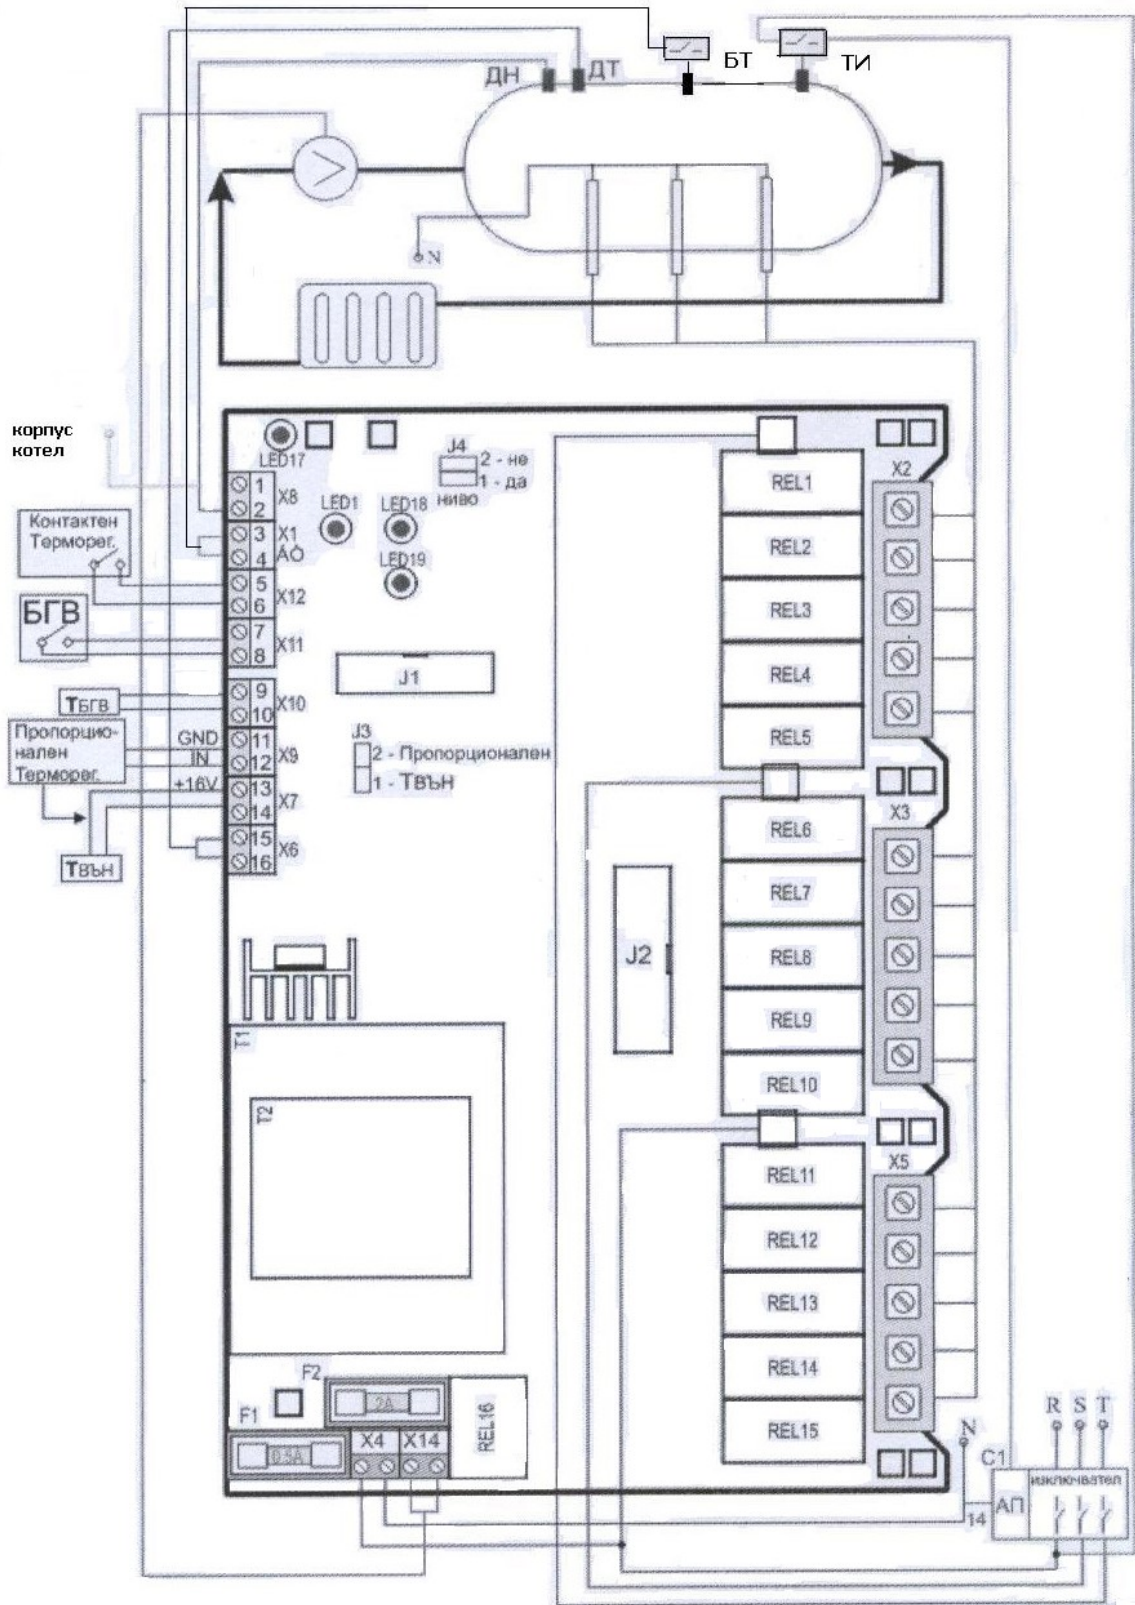 ДН
ДТ
БТ
ТИ
N
корпус
котел
LED17
J4
2 - не
1 - да
ниво
LED1
LED18
LED19
1
2
X8
3
4
X1
АО
5
6
X12
7
8
X11
9
10
X10
11
12
X9
13
14
X7
15
16
X6
Контактен
Терморег.
БГВ
ТБГВ
Пропорцио-
нален
Терморег.
GND
IN
+16V
ТВЪН
J1
J3
2 - Пропорционален
1 - ТВЪН
J2
REL1
REL2
REL3
REL4
REL5
REL6
REL7
REL8
REL9
REL10
REL11
REL12
REL13
REL14
REL15
X2
X3
X5
T1
T2
F2
2A
F1
0.5A
X4
X14
REL16
N
R S T
C1
АП
изключвател
14